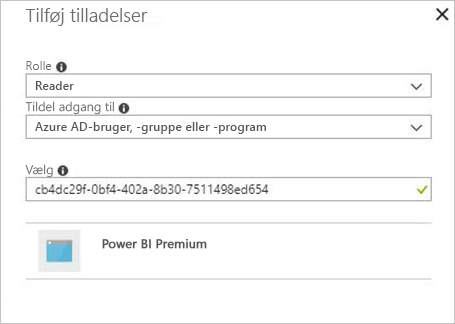 Tilføj tilladelser
Rolle
Reader
Tildel adgang til
Azure AD-bruger, -gruppe eller -program
Vælg
cb4dc29f-0bf4-402a-8b30-7511498ed654
Power BI Premium